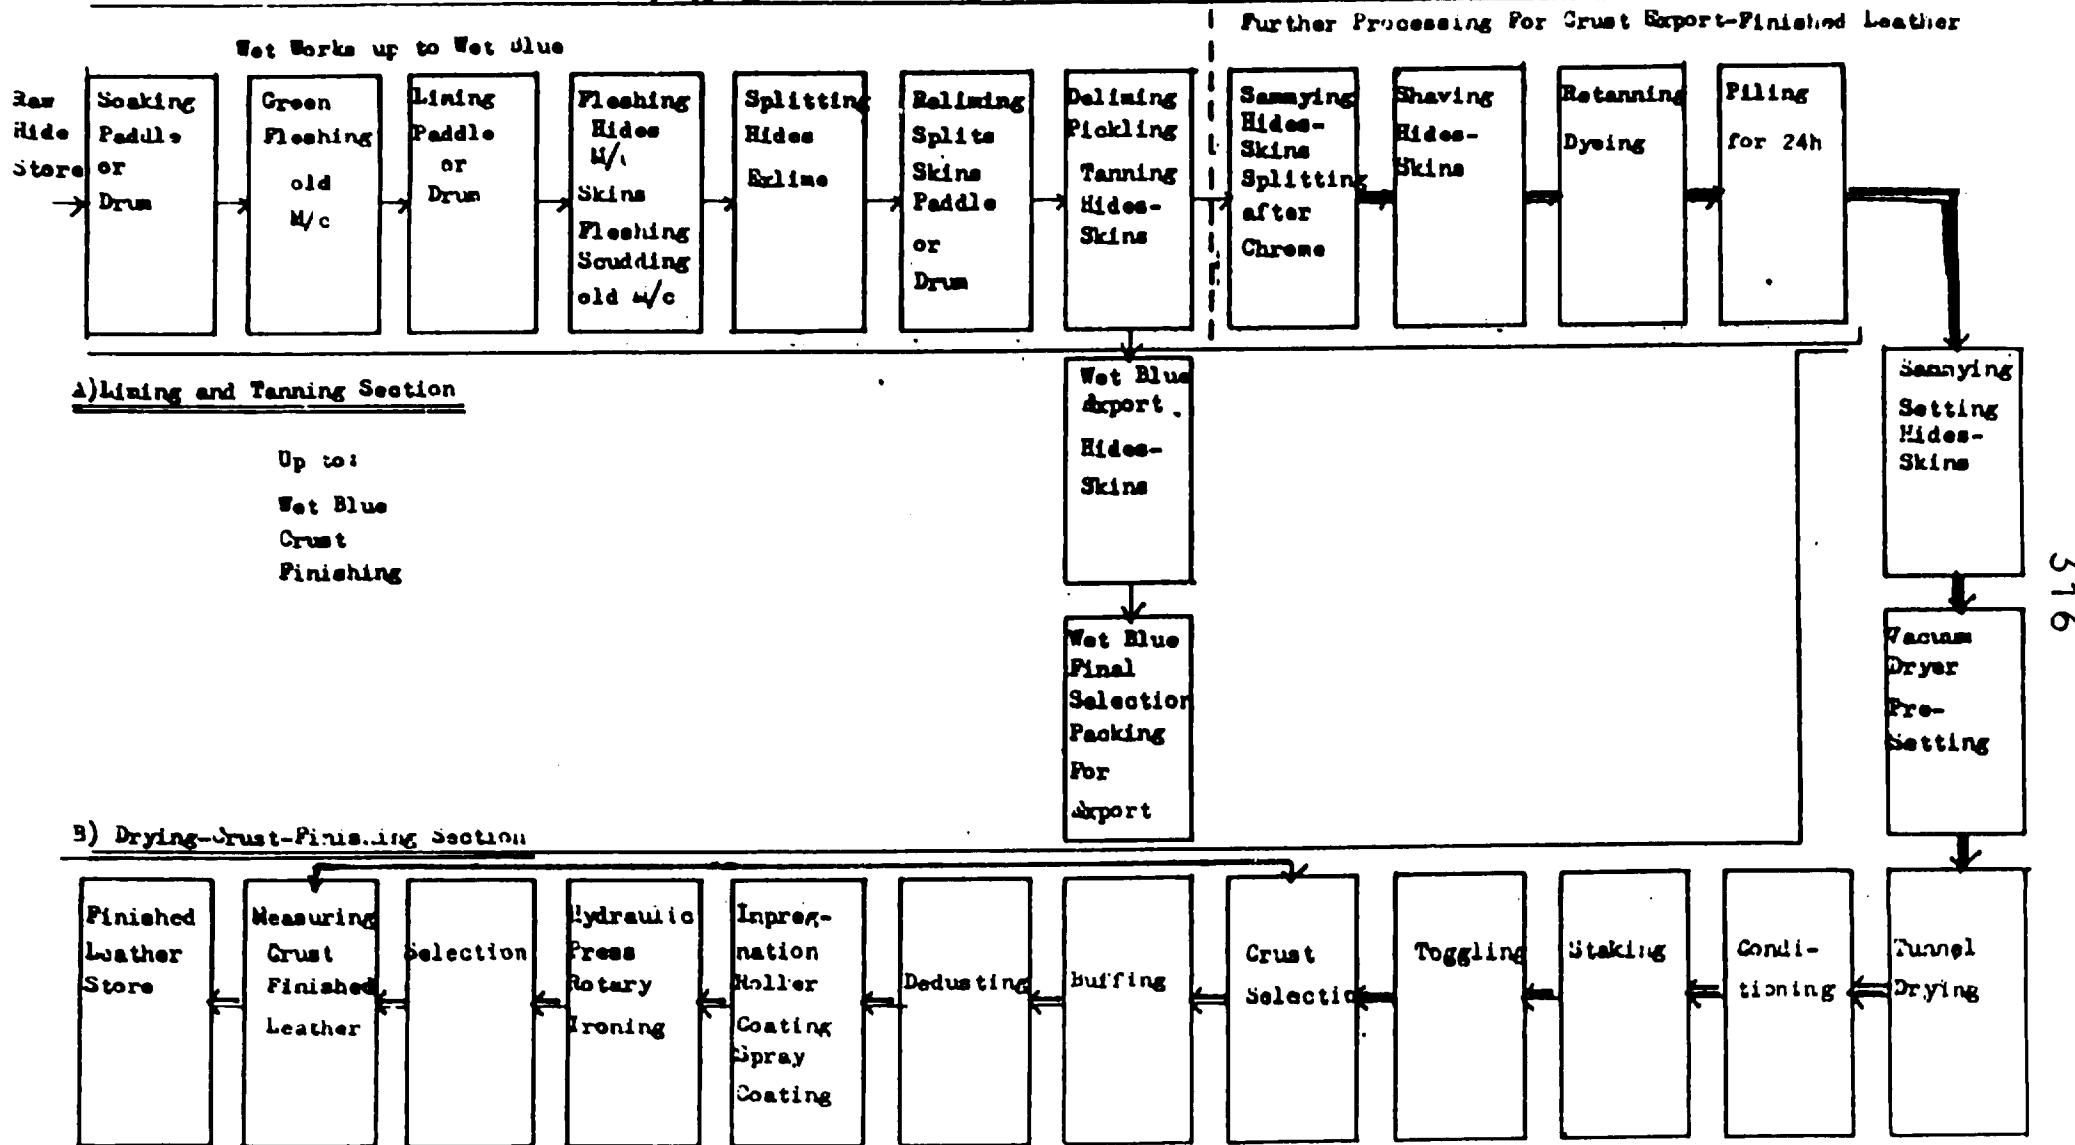 Further Processing For Crust Export-Finished Leather
Wet Works up to Wet Blue
Raw
Hide
Store
Soaking
Paddle
or
Drum
Green
Fleshing
old
M/c
Liming
Paddle
or
Drum
Fleshing
Hides
M/c
Skins
Fleshing
Scudding
old M/c
Splitting
Hides
Exlime
Reliming
Splits
Skins
Paddle
or
Drum
Deliming
Pickling
Tanning
Hides-
Skins
Sammying
Hides-
Skins
Splitting
after
Chrome
Shaving
Hides-
Skins
Retanning
Dyeing
Piling
for 24h
A)Liming and Tanning Section
Up to:
Wet Blue
Crust
Finishing
Wet Blue
Export
Hides-
Skins
Wet Blue
Final
Selection
Packing
For
Export
Sammying
Setting
Hides-
Skins
Vacuum
Dryer
Pre-
Setting
376
B) Drying-Crust-Finishing Section
Finished
Leather
Store
Measuring
Crust
Finished
Leather
Selection
Hydraulic
Press
Rotary
Ironing
Inpreg-
nation
Roller
Coating
Spray
Coating
Dedusting
Buffing
Crust
Selectio
Toggling
Staking
Condi-
tioning
Tunnel
Drying